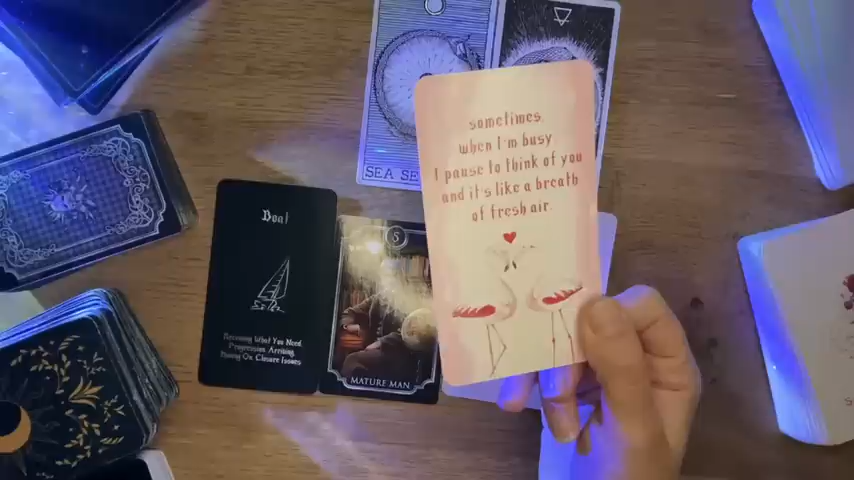 sometimes,
when I'm busy
I pause to think of you
and it's like a breath
of fresh air.
SEA SE
Boat
Receiving What You Need
Progression Arriving
Moving On Closure Issues
S
MATURE MAN